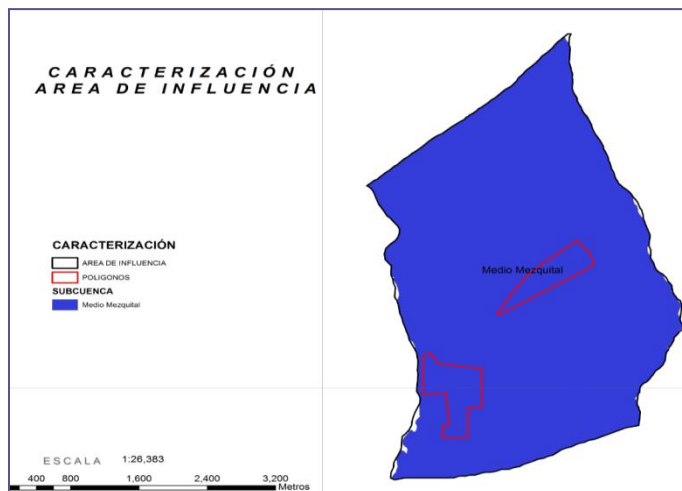 CARACTERIZACIÓN
AREA DE INFLUENCIA
CARACTERIZACIÓN
AREA DE INFLUENCIA
POLIGONOS
SUBCUENCA
Medio Mezquital
Medio Mezquital
ESCALA 1:26,383
400 800 1,600 2,400 3,200
Metros